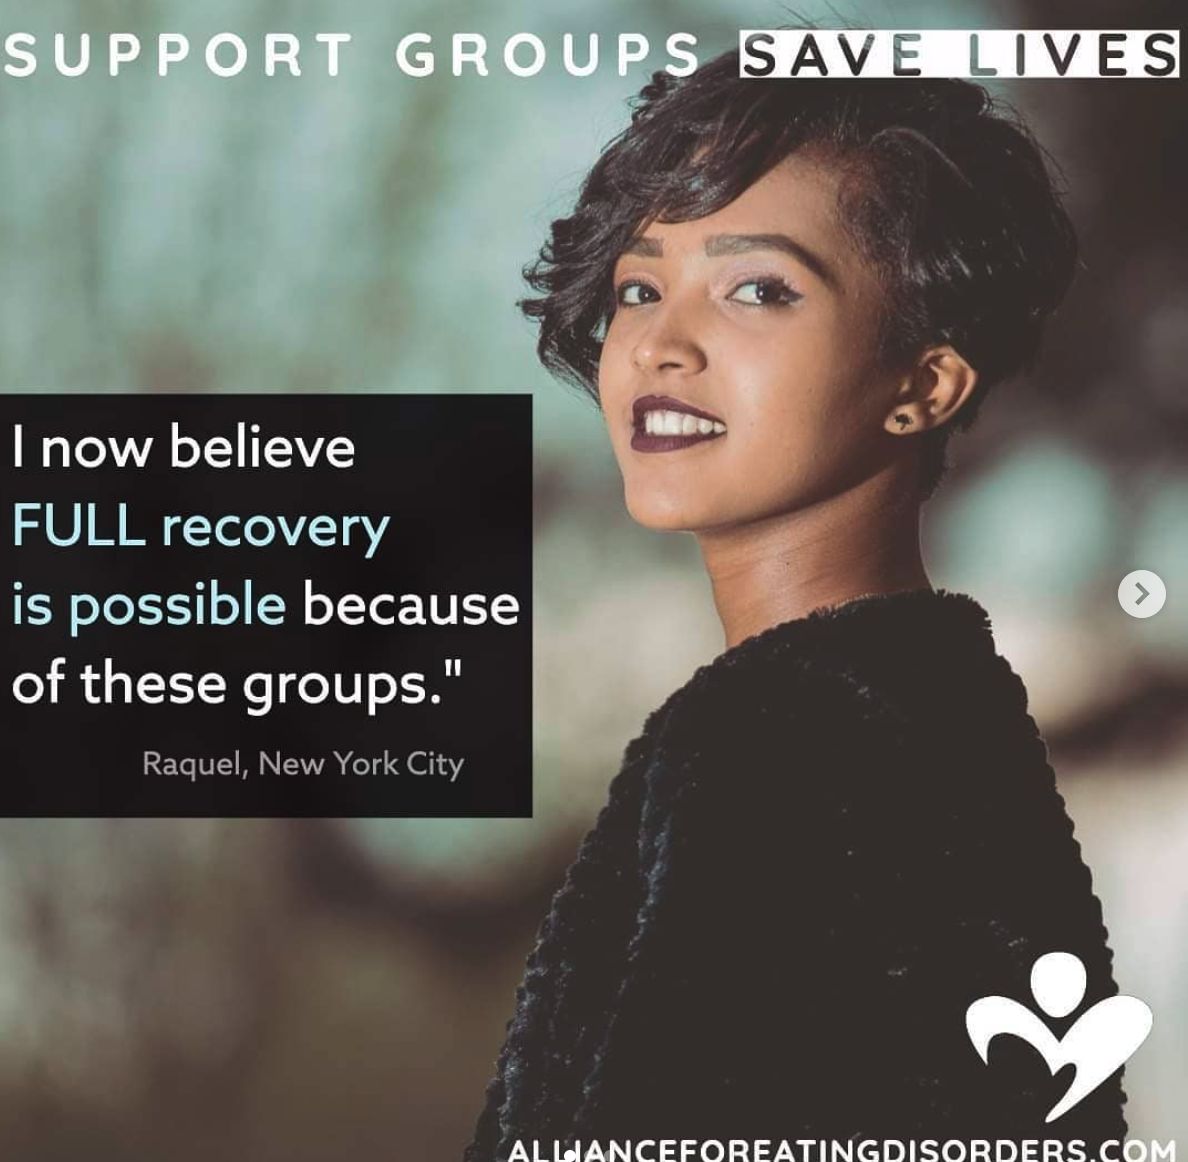 SUPPORT GROUPS SAVE LIVES
I now believe
FULL recovery
is possible because
of these groups."
Raquel, New York City
ALLIANCEFOREATINGDISORDERS.COM